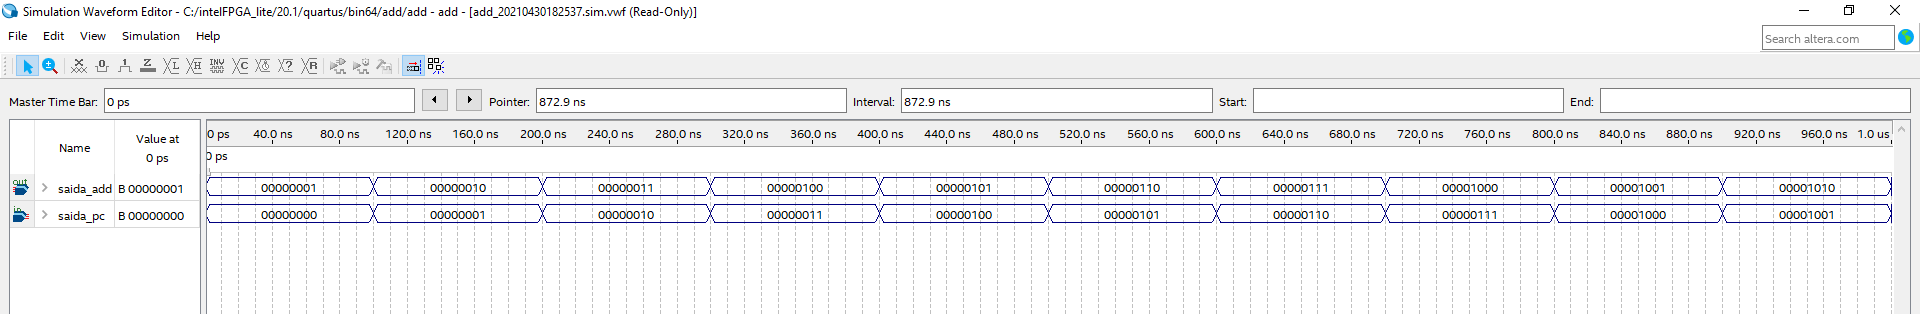 Simulation Waveform Editor - C:/intelFPGA_lite/20.1/quartus/bin64/add/add - add - [add_20210430182537.sim.vwf (Read-Only)]
File Edit View Simulation Help
Search altera.com
Master Time Bar: 0 ps Pointer: 872.9 ns Interval: 872.9 ns Start: End:
Name Value at 0 ps
0 ps 40.0 ns 80.0 ns 120.0 ns 160.0 ns 200.0 ns 240.0 ns 280.0 ns 320.0 ns 360.0 ns 400.0 ns 440.0 ns 480.0 ns 520.0 ns 560.0 ns 600.0 ns 640.0 ns 680.0 ns 720.0 ns 760.0 ns 800.0 ns 840.0 ns 880.0 ns 920.0 ns 960.0 ns 1.0 us
0 ps
saida_add B 00000001 00000001 00000010 00000011 00000100 00000101 00000110 00000111 00001000 00001001 00001010
saida_pc B 00000000 00000000 00000001 00000010 00000011 00000100 00000101 00000110 00000111 00001000 00001001